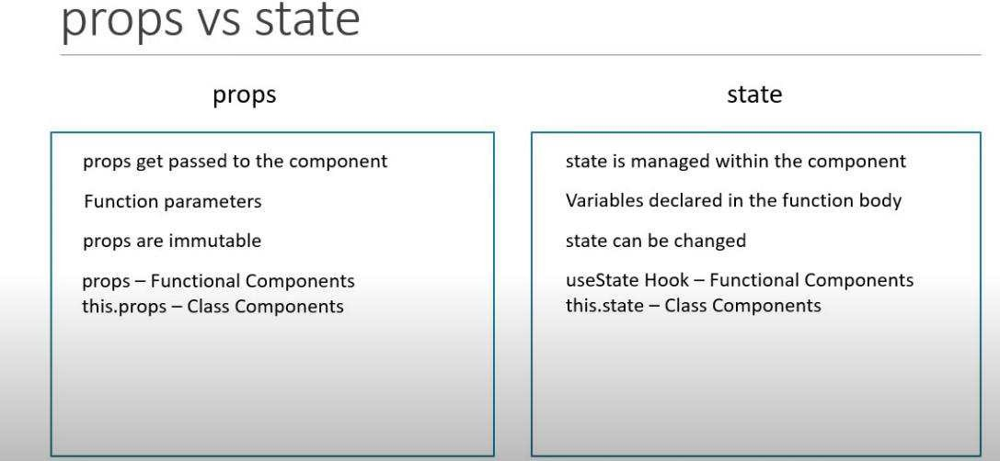 props vs state
props
props get passed to the component
Function parameters
props are immutable
props – Functional Components
this.props – Class Components
state
state is managed within the component
Variables declared in the function body
state can be changed
useState Hook – Functional Components
this.state – Class Components